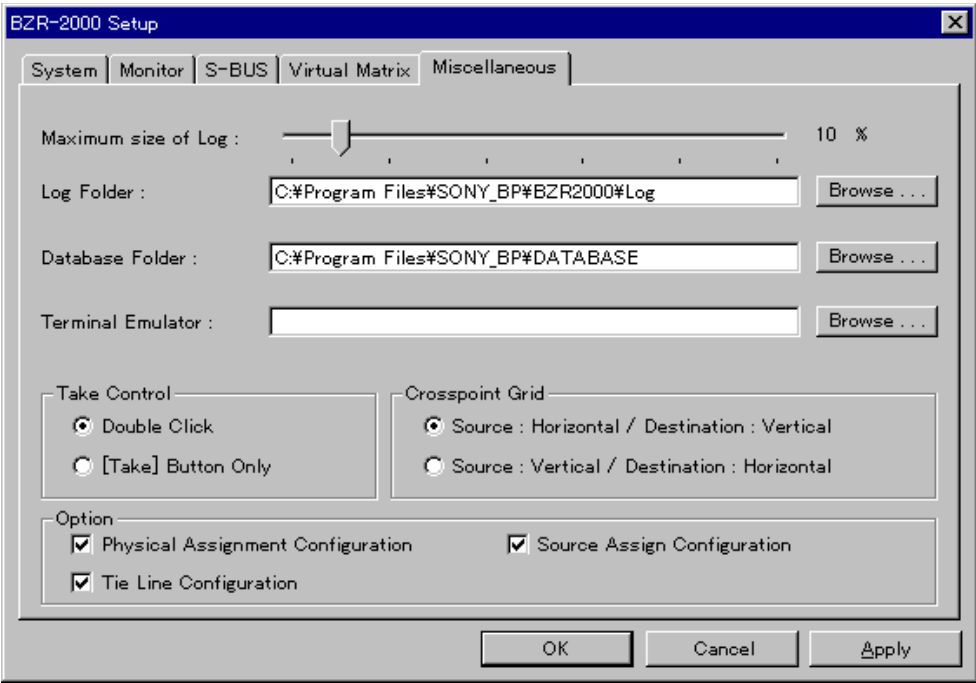 BZR-2000 Setup
System Monitor S-BUS Virtual Matrix Miscellaneous
Maximum size of Log : 10 %
Log Folder : C:¥Program Files¥SONY_BP¥BZR2000¥Log Browse . . .
Database Folder : C:¥Program Files¥SONY_BP¥DATABASE Browse . . .
Terminal Emulator : Browse . . .
Take Control
Double Click
[Take] Button Only
Crosspoint Grid
Source : Horizontal / Destination : Vertical
Source : Vertical / Destination : Horizontal
Option
Physical Assignment Configuration Source Assign Configuration
Tie Line Configuration
OK Cancel Apply